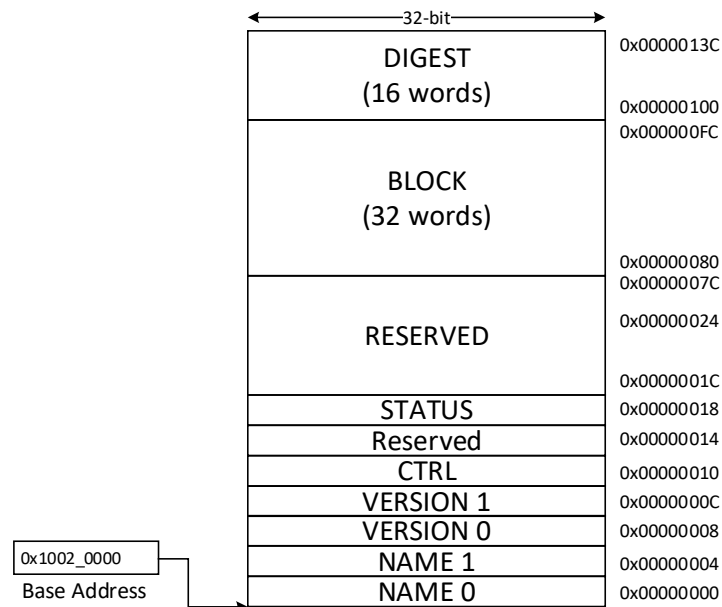 32-bit
DIGEST
(16 words)
0x0000013C
0x00000100
BLOCK
(32 words)
0x000000FC
0x00000080
RESERVED
0x0000007C
0x00000024
0x0000001C
STATUS
0x00000018
Reserved
0x00000014
CTRL
0x00000010
VERSION 1
0x0000000C
VERSION 0
0x00000008
NAME 1
0x00000004
NAME 0
0x00000000
0x1002_0000
Base Address